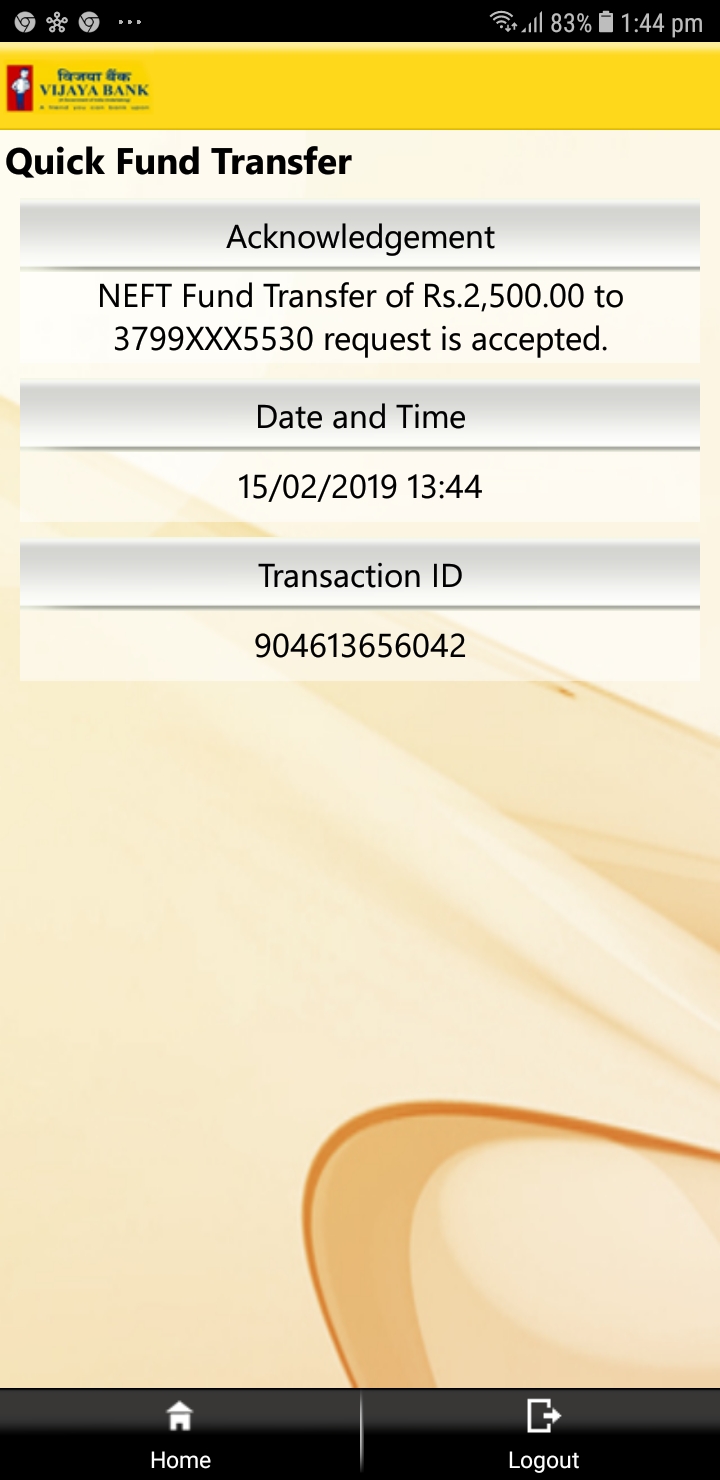 83% 1:44 pm
विजया बैंक
VIJAYA BANK
Quick Fund Transfer
Acknowledgement
NEFT Fund Transfer of Rs.2,500.00 to
3799XXX5530 request is accepted.
Date and Time
15/02/2019 13:44
Transaction ID
904613656042
Home
Logout